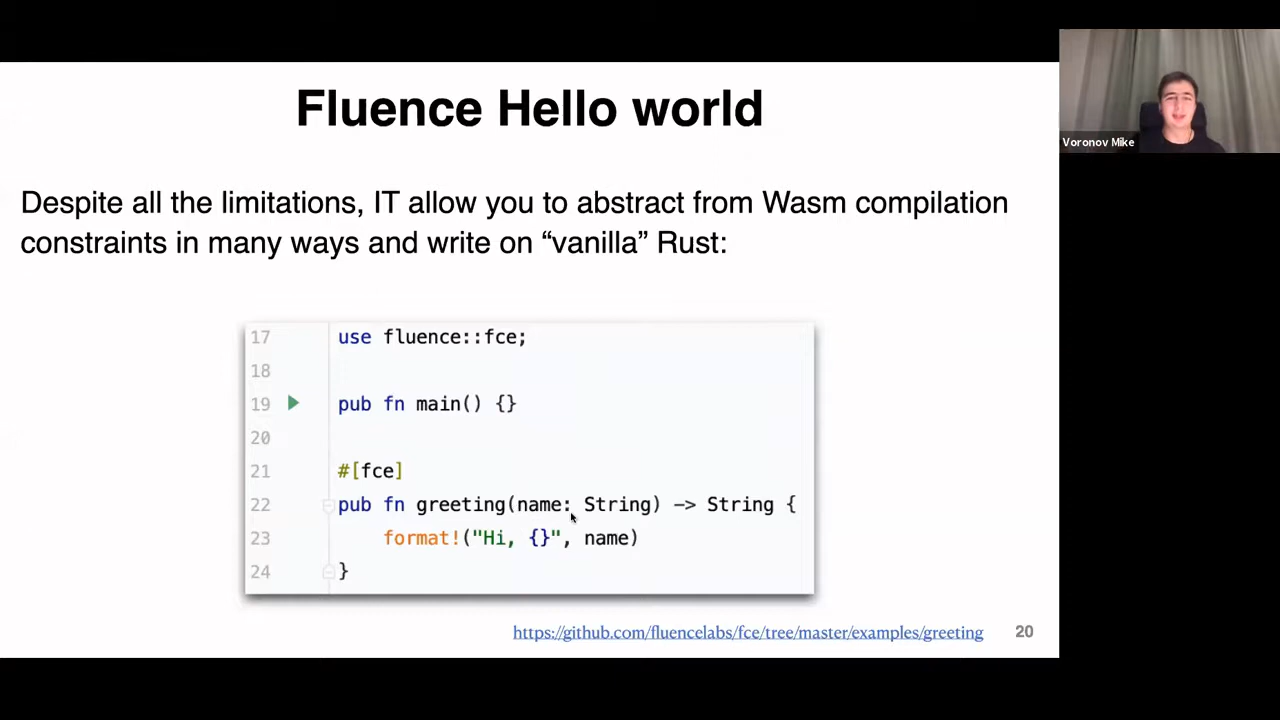 Fluence Hello world
Voronov Mike
Despite all the limitations, IT allow you to abstract from Wasm compilation
constraints in many ways and write on “vanilla” Rust:
17 use fluence::fce;
18
19 pub fn main() {}
20
21 #[fce]
22 pub fn greeting(name: String) -> String {
23 format!("Hi, {}", name)
24 }
https://github.com/fluencelabs/fce/tree/master/examples/greeting
20